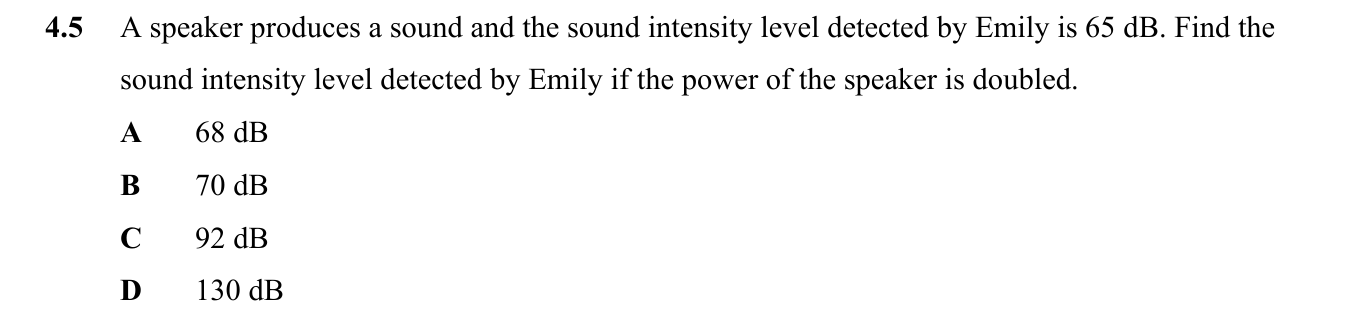 4.5 A speaker produces a sound and the sound intensity level detected by Emily is 65 dB. Find the
sound intensity level detected by Emily if the power of the speaker is doubled.
A 68 dB
B 70 dB
C 92 dB
D 130 dB